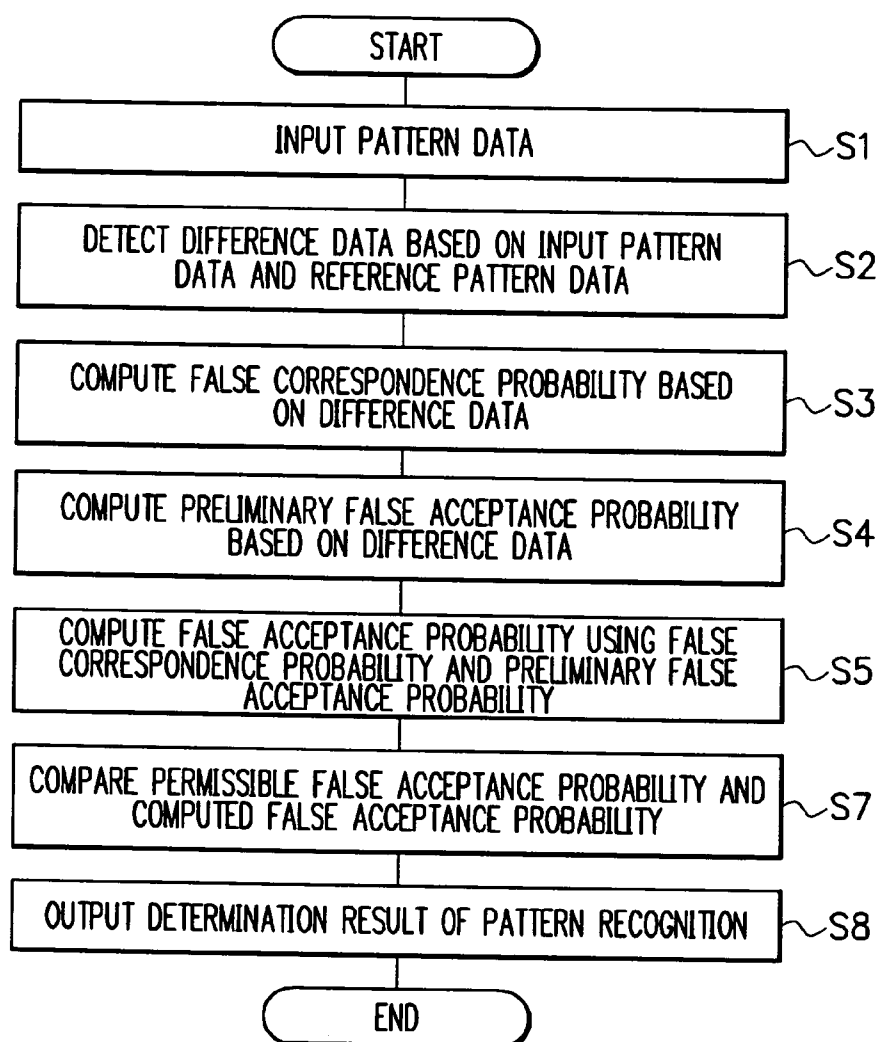 START
INPUT PATTERN DATA
S1
DETECT DIFFERENCE DATA BASED ON INPUT PATTERN
DATA AND REFERENCE PATTERN DATA
S2
COMPUTE FALSE CORRESPONDENCE PROBABILITY BASED
ON DIFFERENCE DATA
S3
COMPUTE PRELIMINARY FALSE ACCEPTANCE PROBABILITY
BASED ON DIFFERENCE DATA
S4
COMPUTE FALSE ACCEPTANCE PROBABILITY USING FALSE
CORRESPONDENCE PROBABILITY AND PRELIMINARY FALSE
ACCEPTANCE PROBABILITY
S5
COMPARE PERMISSIBLE FALSE ACCEPTANCE PROBABILITY AND
COMPUTED FALSE ACCEPTANCE PROBABILITY
S7
OUTPUT DETERMINATION RESULT OF PATTERN RECOGNITION
S8
END